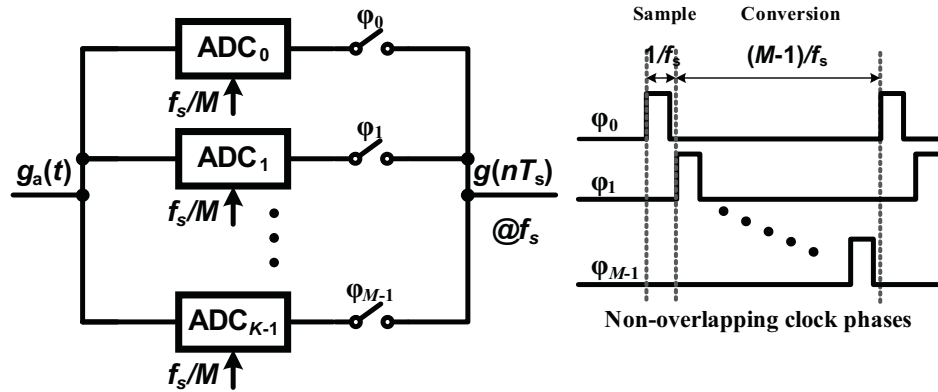 ADC0
φ0
fs/M
ADC1
φ1
fs/M
ga(t)
g(nTs)
@fs
ADCK-1
φM-1
fs/M
Sample
Conversion
1/fs
(M-1)/fs
φ0
φ1
φM-1
Non-overlapping clock phases